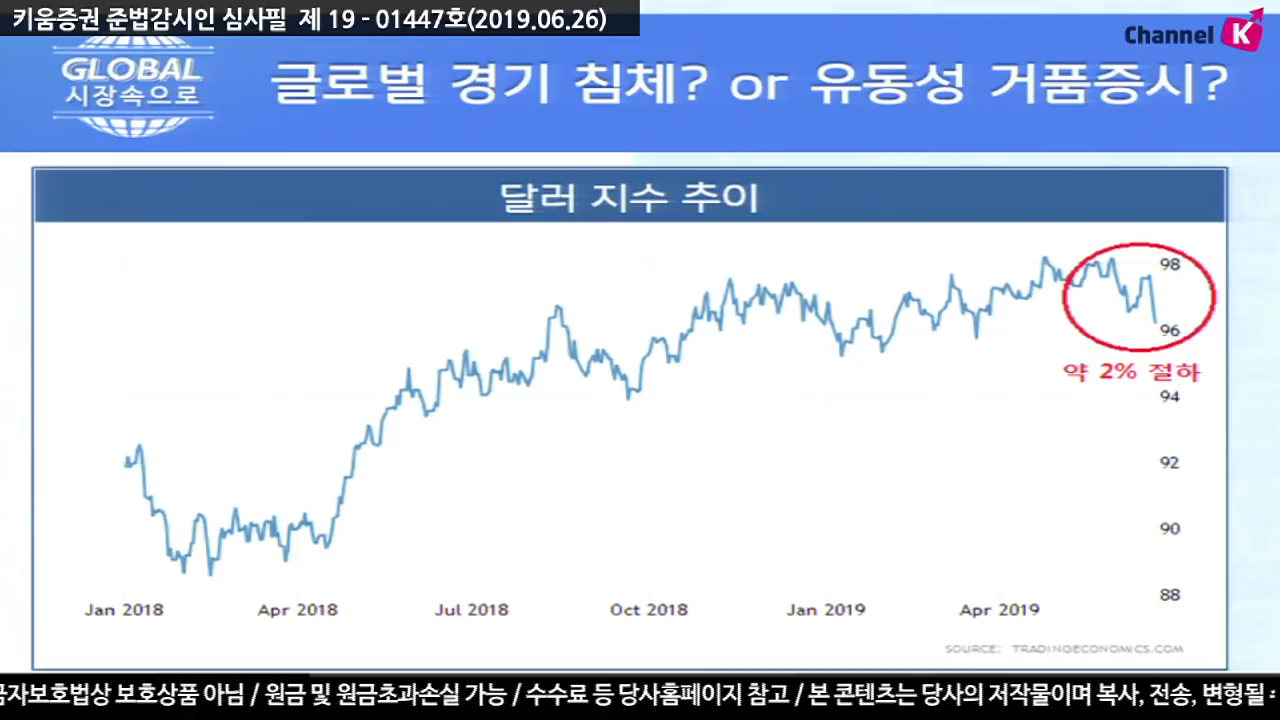 키움증권 준법감시인 심사필 제 19 - 01447호(2019.06.26)
Channel K
GLOBAL
시장속으로
글로벌 경기 침체? or 유동성 거품증시?
달러 지수 추이
98
96
약 2% 절하
94
92
90
88
Jan 2018 Apr 2018 Jul 2018 Oct 2018 Jan 2019 Apr 2019
SOURCE: TRADINGECONOMICS.COM
금자보호법상 보호상품 아님 / 원금 및 원금초과손실 가능 / 수수료 등 당사홈페이지 참고 / 본 콘텐츠는 당사의 저작물이며 복사, 전송, 변형될